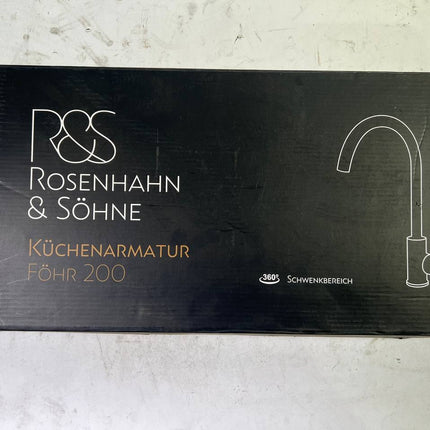 R&S
ROSENHAHN
& SÖHNE
KÜCHENARMATUR
FÖHR 200
360° SCHWENKBEREICH